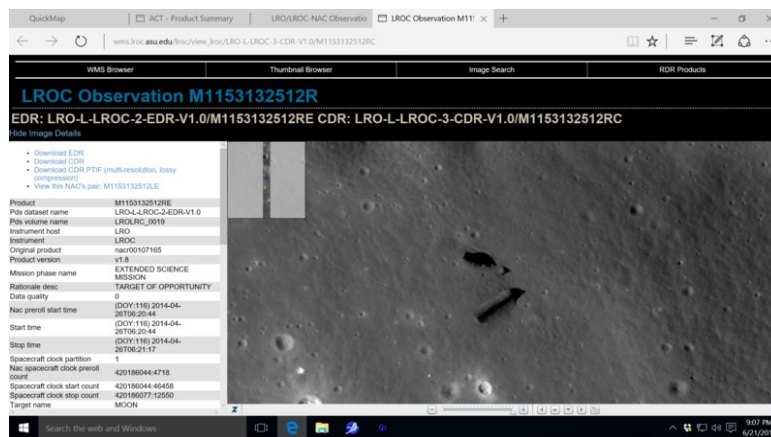 QuickMap
ACT - Product Summary
LRO/LROC-NAC Observatio
LROC Observation M11
wms.lroc.asu.edu/lroc/view_lroc/LRO-L-LROC-3-CDR-V1.0/M1153132512RC
WMS Browser
Thumbnail Browser
Image Search
RDR Products
LROC Observation M1153132512R
EDR: LRO-L-LROC-2-EDR-V1.0/M1153132512RE CDR: LRO-L-LROC-3-CDR-V1.0/M1153132512RC
Hide Image Details
• Download EDR
• Download CDR
• Download CDR PTIF (multi-resolution, lossy
compression)
• View this NAC's pair: M1153132512LE
Product M1153132512RE
Pds dataset name LRO-L-LROC-2-EDR-V1.0
Pds volume name LROLRC_0019
Instrument host LRO
Instrument LROC
Original product nacr00107165
Product version v1.8
Mission phase name EXTENDED SCIENCE
MISSION
Rationale desc TARGET OF OPPORTUNITY
Data quality 0
Nac preroll start time (DOY:116) 2014-04-
26T06:20:44
Start time (DOY:116) 2014-04-
26T06:20:44
Stop time (DOY:116) 2014-04-
26T06:21:17
Spacecraft clock partition 1
Nac spacecraft clock preroll
count 420186044:4718
Spacecraft clock start count 420186044:46458
Spacecraft clock stop count 420186077:12550
Target name MOON
Search the web and Windows
9:07 PM